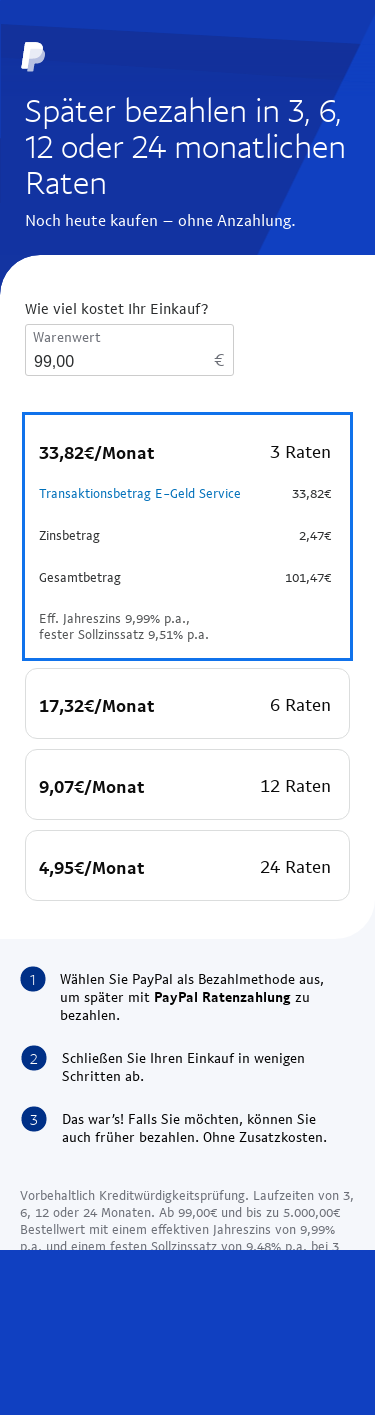 Später bezahlen in 3, 6,
12 oder 24 monatlichen
Raten
Noch heute kaufen – ohne Anzahlung.
Wie viel kostet Ihr Einkauf?
Warenwert
99,00 €
33,82€/Monat 3 Raten
Transaktionsbetrag E-Geld Service 33,82€
Zinsbetrag 2,47€
Gesamtbetrag 101,47€
Eff. Jahreszins 9,99% p.a.,
fester Sollzinssatz 9,51% p.a.
17,32€/Monat 6 Raten
9,07€/Monat 12 Raten
4,95€/Monat 24 Raten
1 Wählen Sie PayPal als Bezahlmethode aus,
um später mit PayPal Ratenzahlung zu
bezahlen.
2 Schließen Sie Ihren Einkauf in wenigen
Schritten ab.
3 Das war's! Falls Sie möchten, können Sie
auch früher bezahlen. Ohne Zusatzkosten.
Vorbehaltlich Kreditwürdigkeitsprüfung. Laufzeiten von 3,
6, 12 oder 24 Monaten. Ab 99,00€ und bis zu 5.000,00€
Bestellwert mit einem effektiven Jahreszins von 9,99%
p.a. und einem festen Sollzinssatz von 9,48% p.a. bei 3